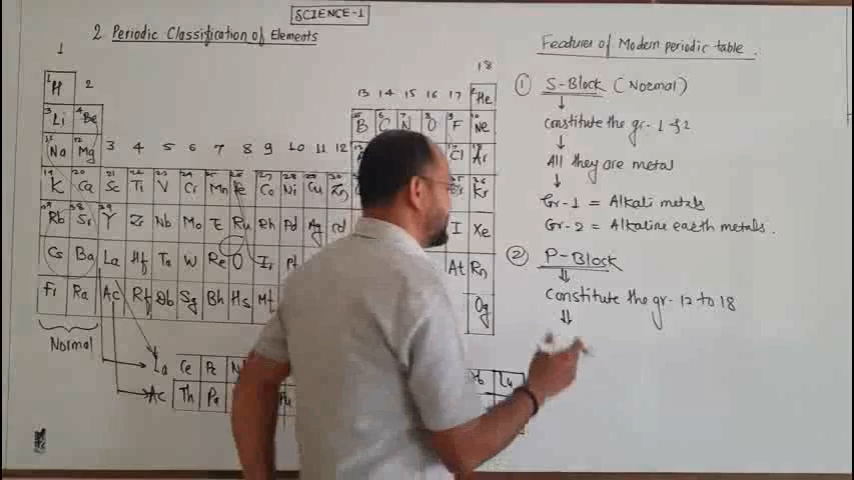 SCIENCE-1
2 Periodic Classification of Elements
1
18
H 2 13 14 15 16 17 He
Li Be B C N O F Ne
Na Mg 3 4 5 6 7 8 9 10 11 12 Cl Ar
K Ca Sc Ti V Cr Mn Fe Co Ni Cu Zn Br Kr
Rb Sr Y Zr Nb Mo Tc Ru Rh Pd Ag Cd I Xe
Cs Ba La Hf Ta W Re O Ir Pt At Rn
Fr Ra Ac Rf Db Sg Bh Hs Mt Og
Normal
La Ce Pr Lu
Ac Th Pa
Features of Modern periodic table.
1 S-Block (Normal)
Constitute the gr-1 & 2
All they are metal
Gr-1 = Alkali metals
Gr-2 = Alkaline earth metals.
2 P-Block
Constitute the gr-12 to 18